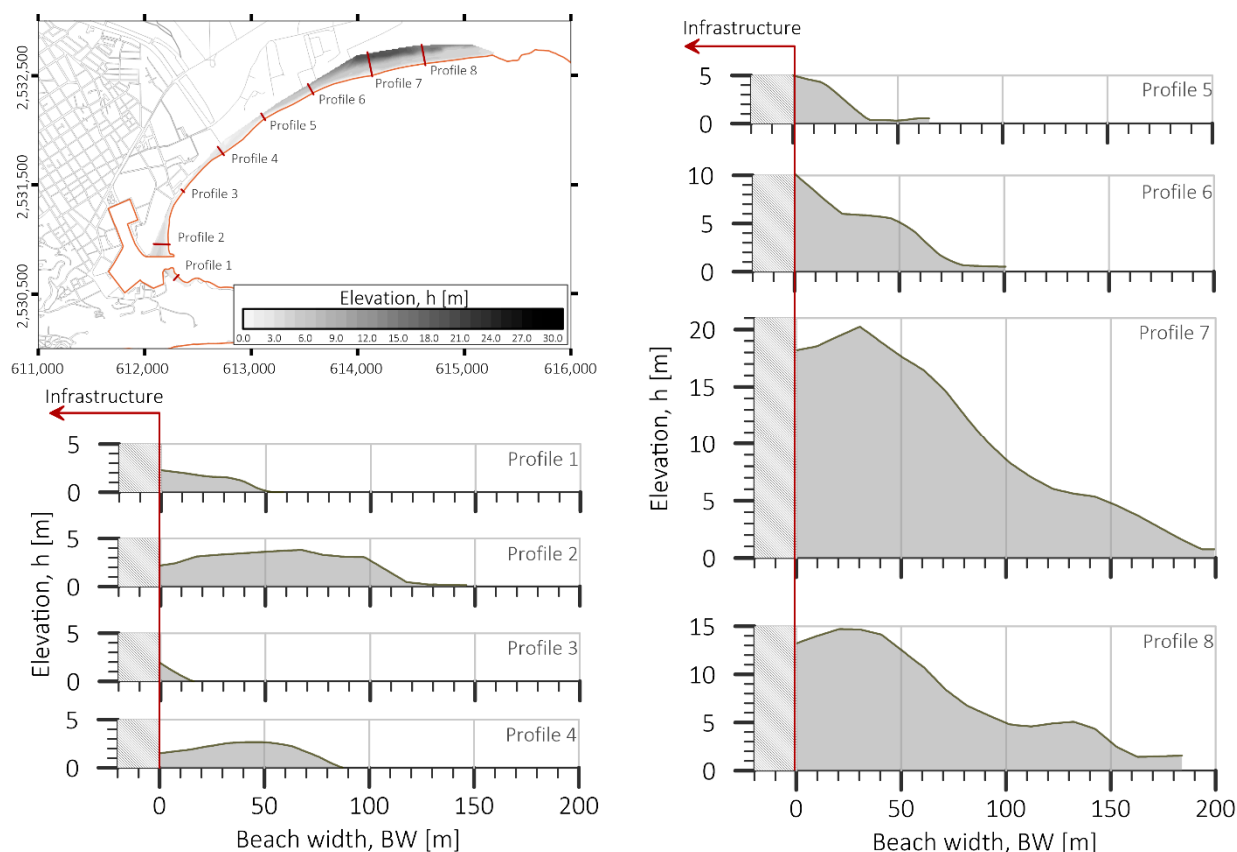 Infrastructure
2,532,500
2,531,500
2,530,500
Profile 8
Profile 7
Profile 6
Profile 5
Profile 4
Profile 3
Profile 2
Profile 1
Elevation, h [m]
0.0 3.0 6.0 9.0 12.0 15.0 18.0 21.0 24.0 27.0 30.0
611,000 612,000 613,000 614,000 615,000 616,000
Infrastructure
Elevation, h [m]
5
0
Profile 1
5
0
Profile 2
5
0
Profile 3
5
0
Profile 4
0 50 100 150 200
Beach width, BW [m]
Elevation, h [m]
5
0
Profile 5
10
5
0
Profile 6
20
15
10
5
0
Profile 7
15
10
5
0
Profile 8
0 50 100 150 200
Beach width, BW [m]